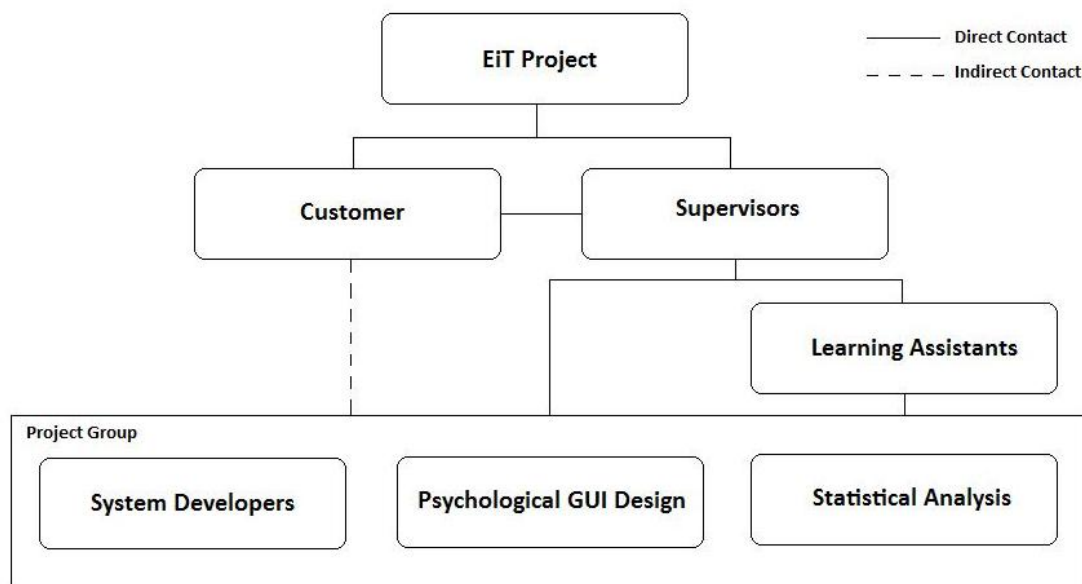 EiT Project
Direct Contact
Indirect Contact
Customer
Supervisors
Learning Assistants
Project Group
System Developers
Psychological GUI Design
Statistical Analysis